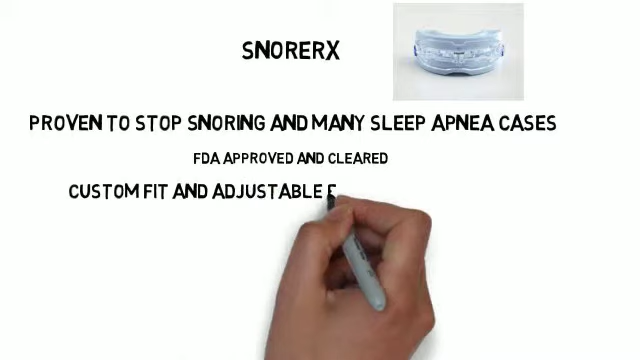 SNORERX
PROVEN TO STOP SNORING AND MANY SLEEP APNEA CASES
FDA APPROVED AND CLEARED
CUSTOM FIT AND ADJUSTABLE